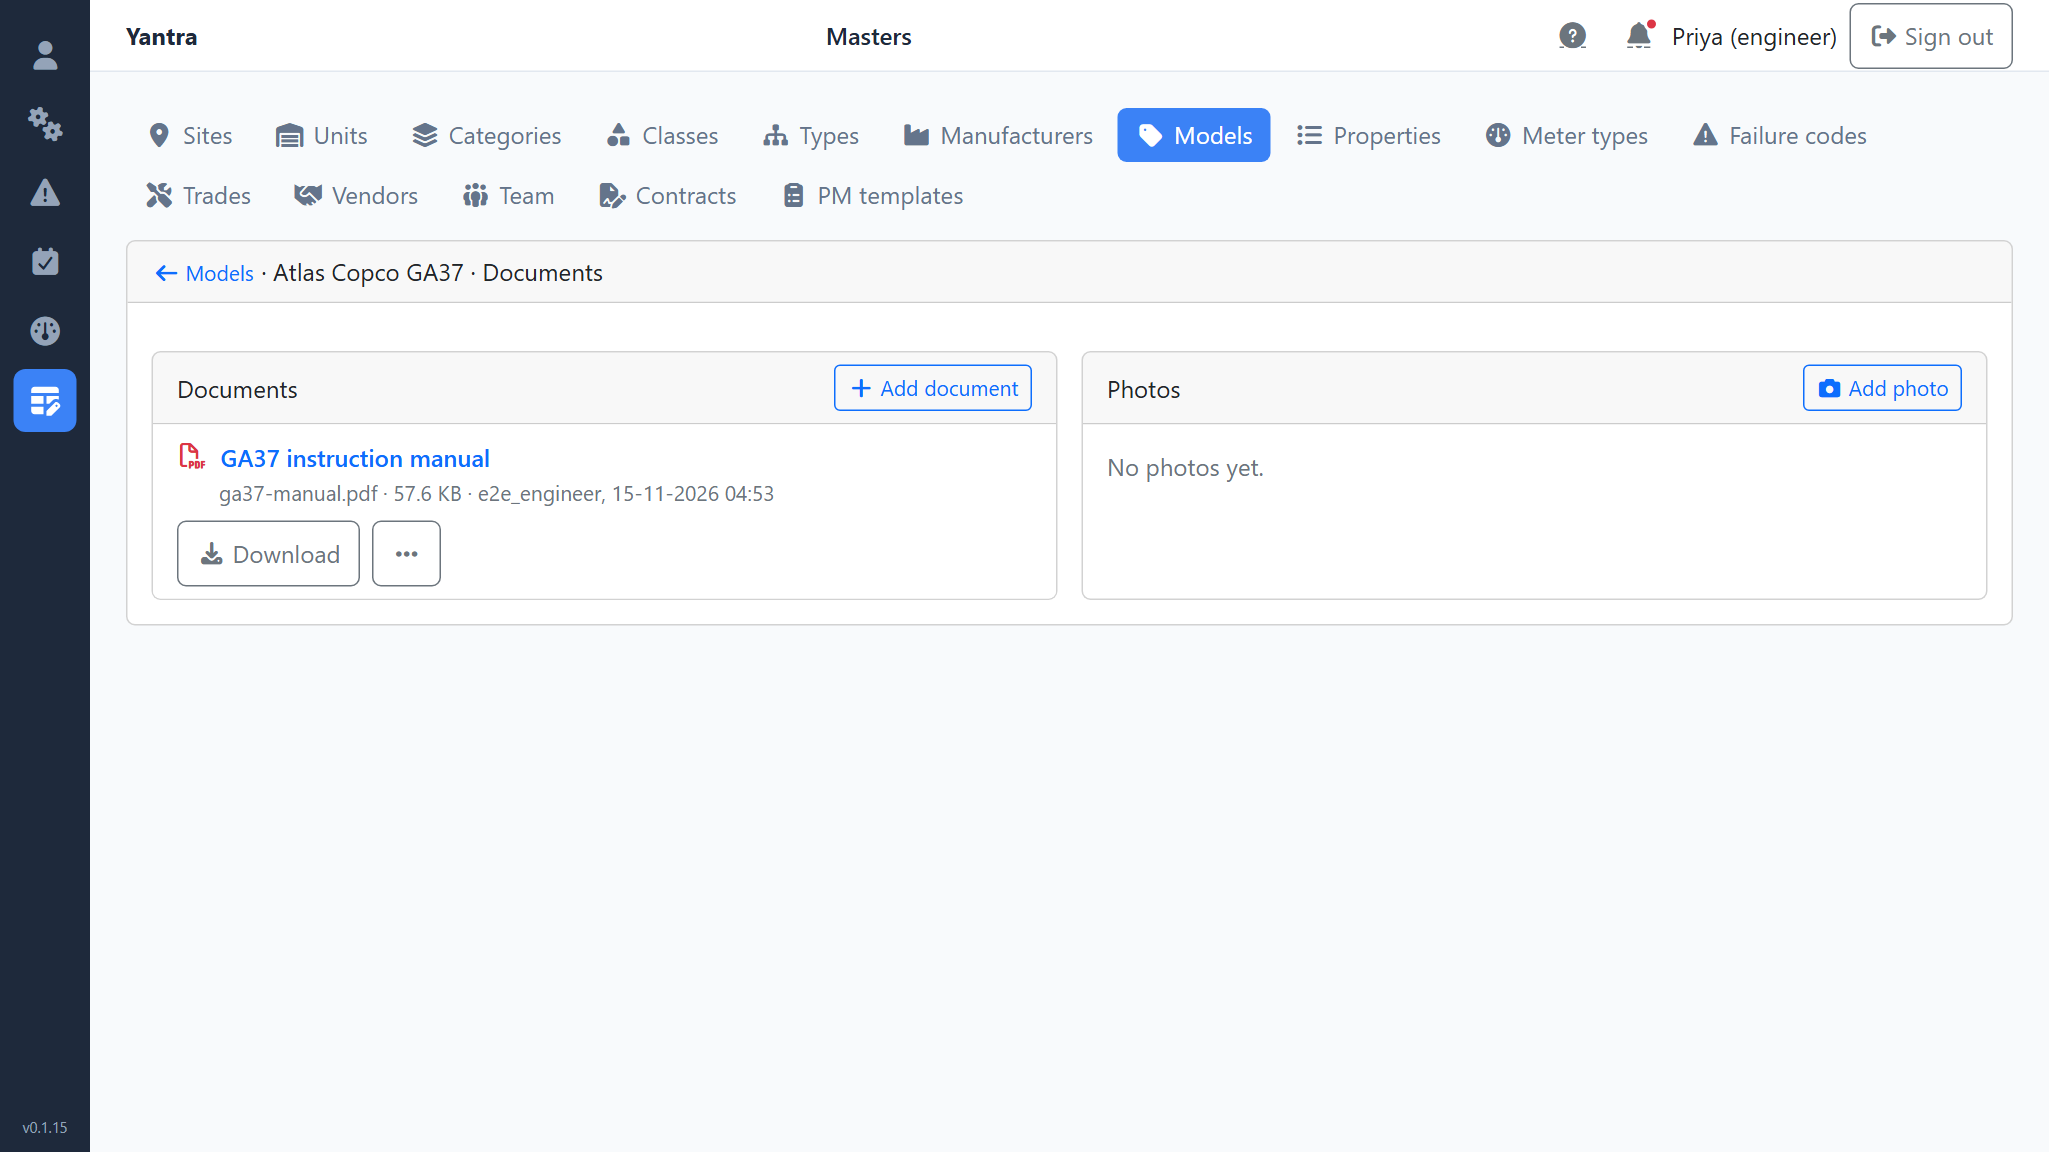 Yantra
Masters
Priya (engineer)
Sign out
Sites
Units
Categories
Classes
Types
Manufacturers
Models
Properties
Meter types
Failure codes
Trades
Vendors
Team
Contracts
PM templates
Models · Atlas Copco GA37 · Documents
Documents
Add document
PDF
GA37 instruction manual
ga37-manual.pdf · 57.6 KB · e2e_engineer, 15-11-2026 04:53
Download
Photos
Add photo
No photos yet.
v0.1.15